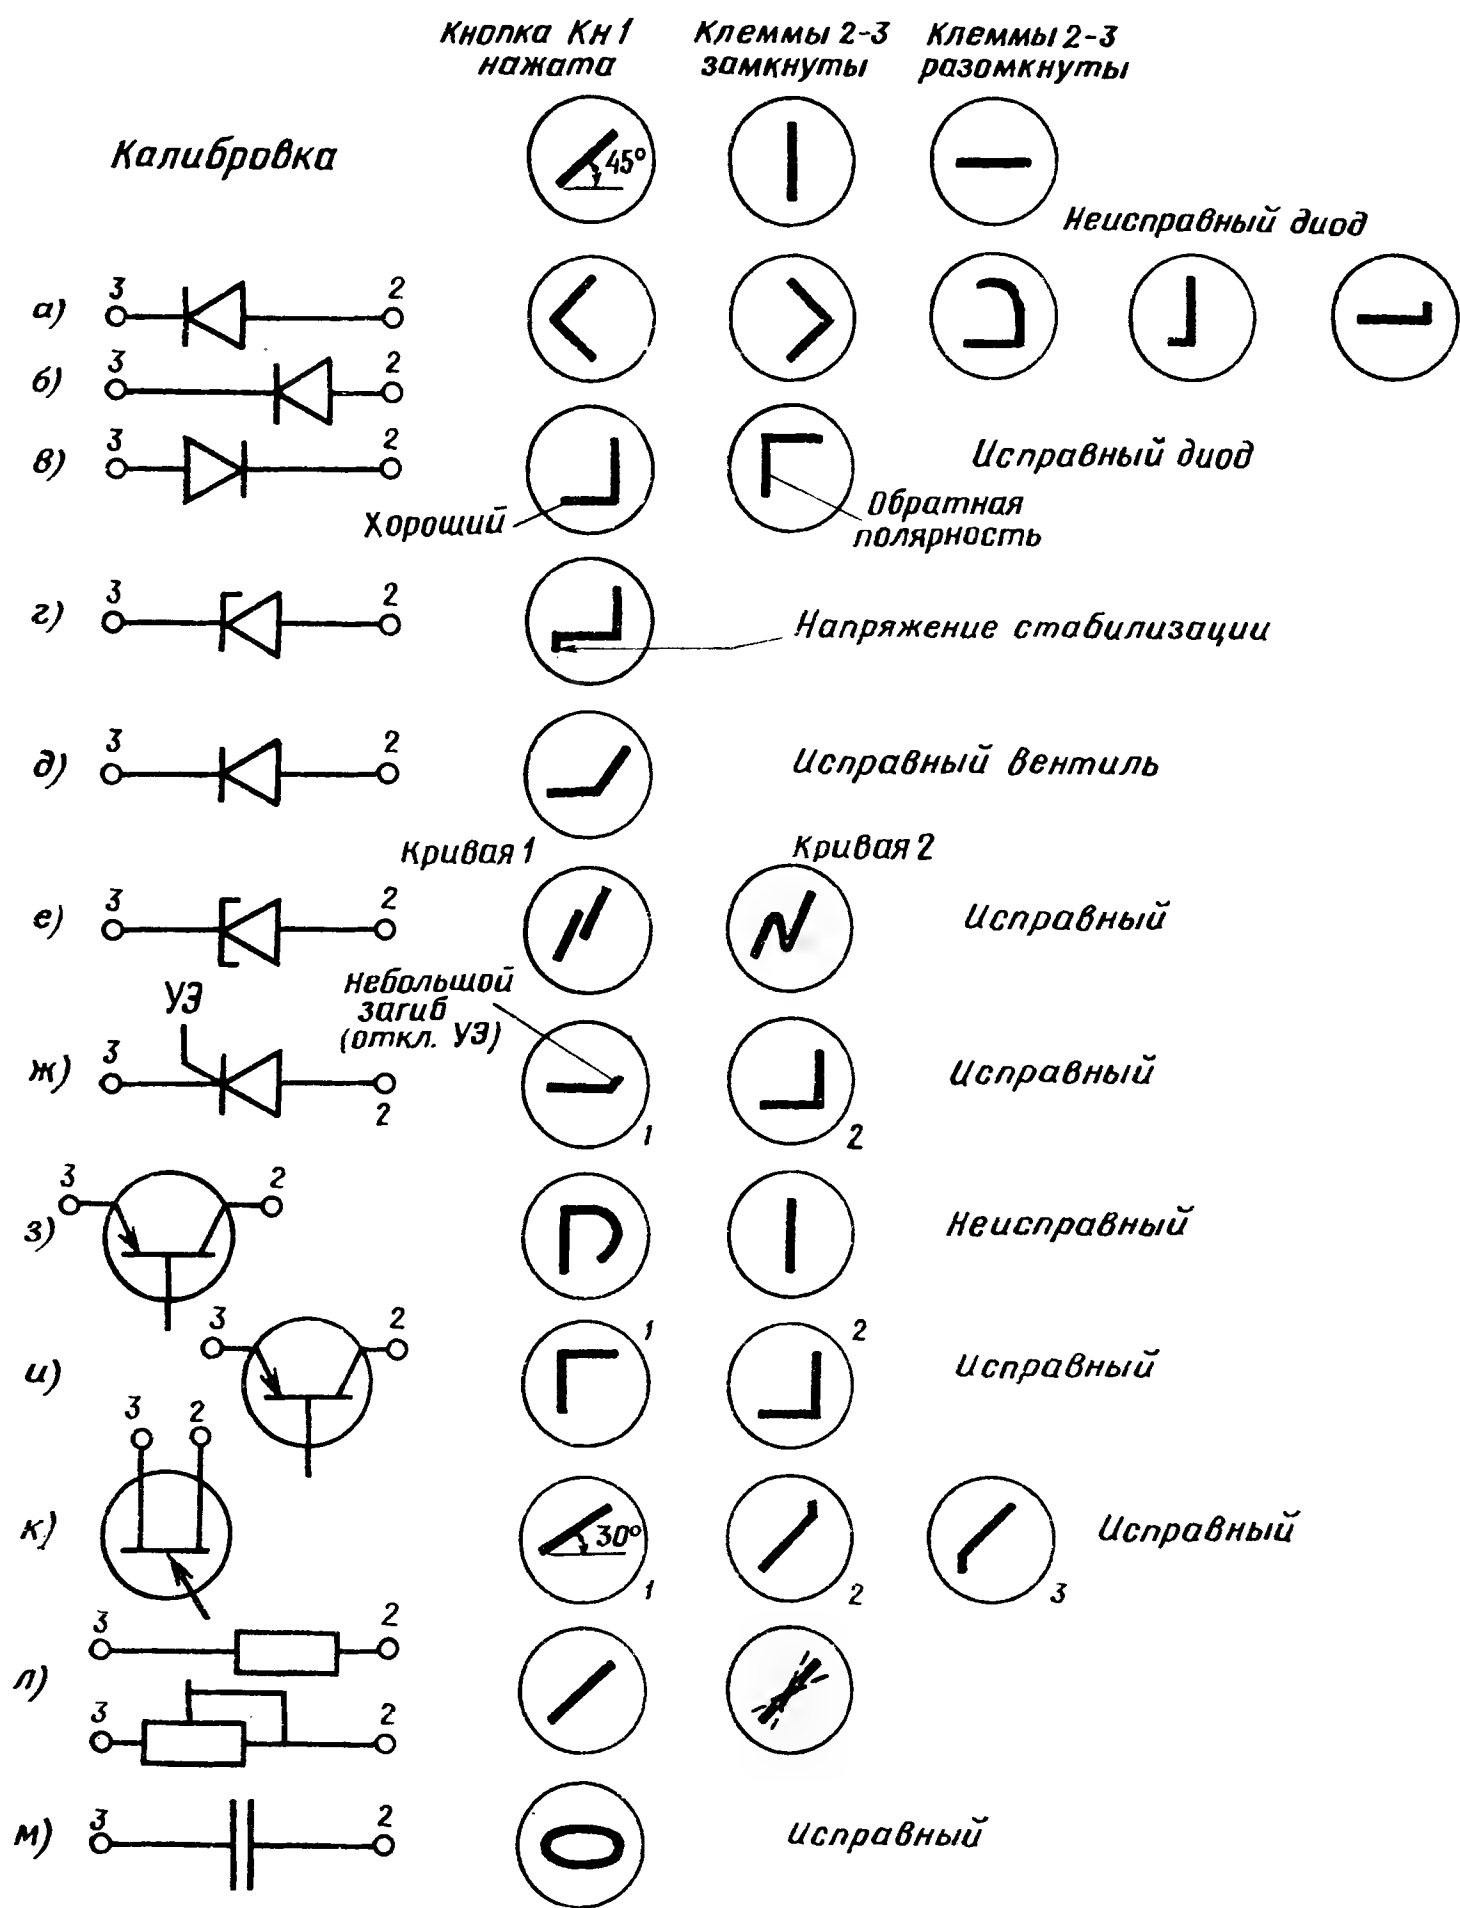 Кнопка Кн1 нажата
Клеммы 2-3 замкнуты
Клеммы 2-3 разомкнуты
Калибровка
45°
Неисправный диод
а)
3
2
б)
3
2
в)
3
2
Исправный диод
Хороший
Обратная полярность
г)
3
2
Напряжение стабилизации
д)
3
2
Исправный вентиль
Кривая 1
Кривая 2
е)
3
2
Исправный
УЭ
Небольшой загиб (откл. УЭ)
ж)
3
2
1
2
Исправный
з)
3
2
Неисправный
и)
3
2
1
2
Исправный
к)
3
2
30°
1
2
3
Исправный
л)
3
2
3
2
м)
3
2
Исправный